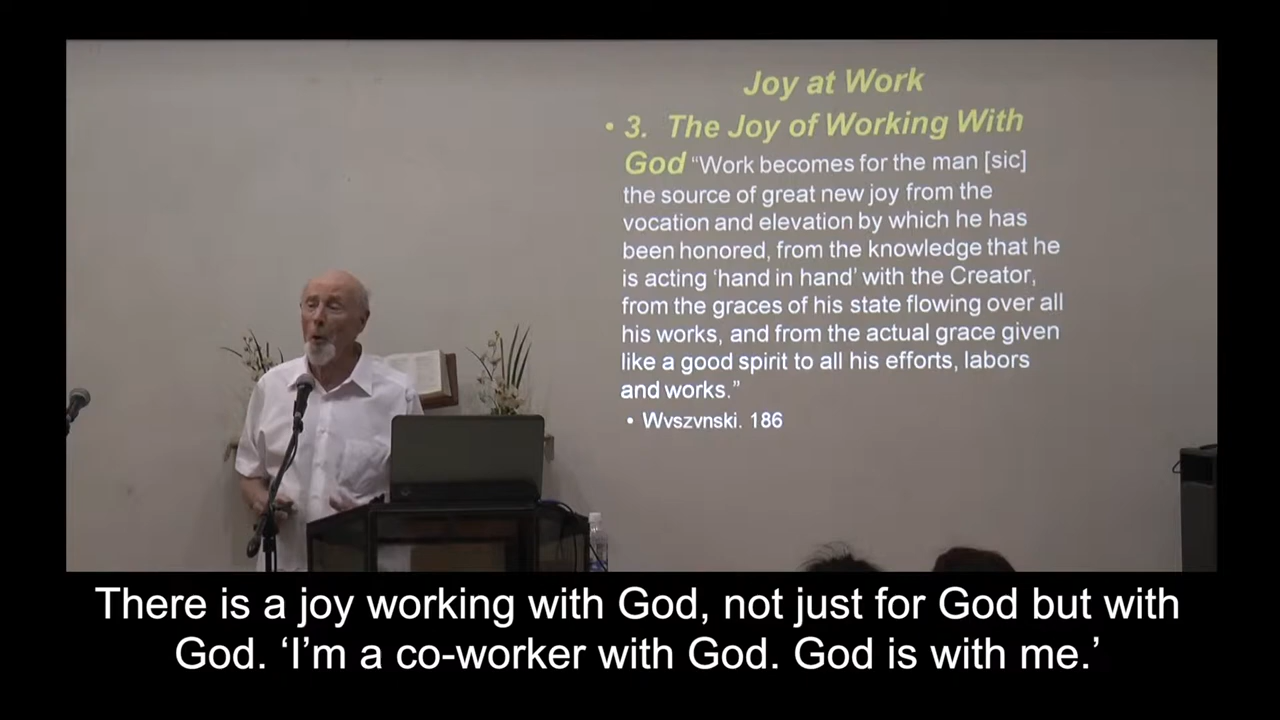 Joy at Work
• 3. The Joy of Working With
God “Work becomes for the man [sic]
the source of great new joy from the
vocation and elevation by which he has
been honored, from the knowledge that he
is acting ‘hand in hand’ with the Creator,
from the graces of his state flowing over all
his works, and from the actual grace given
like a good spirit to all his efforts, labors
and works.”
• Wyszynski. 186
There is a joy working with God, not just for God but with
God. ‘I’m a co-worker with God. God is with me.’